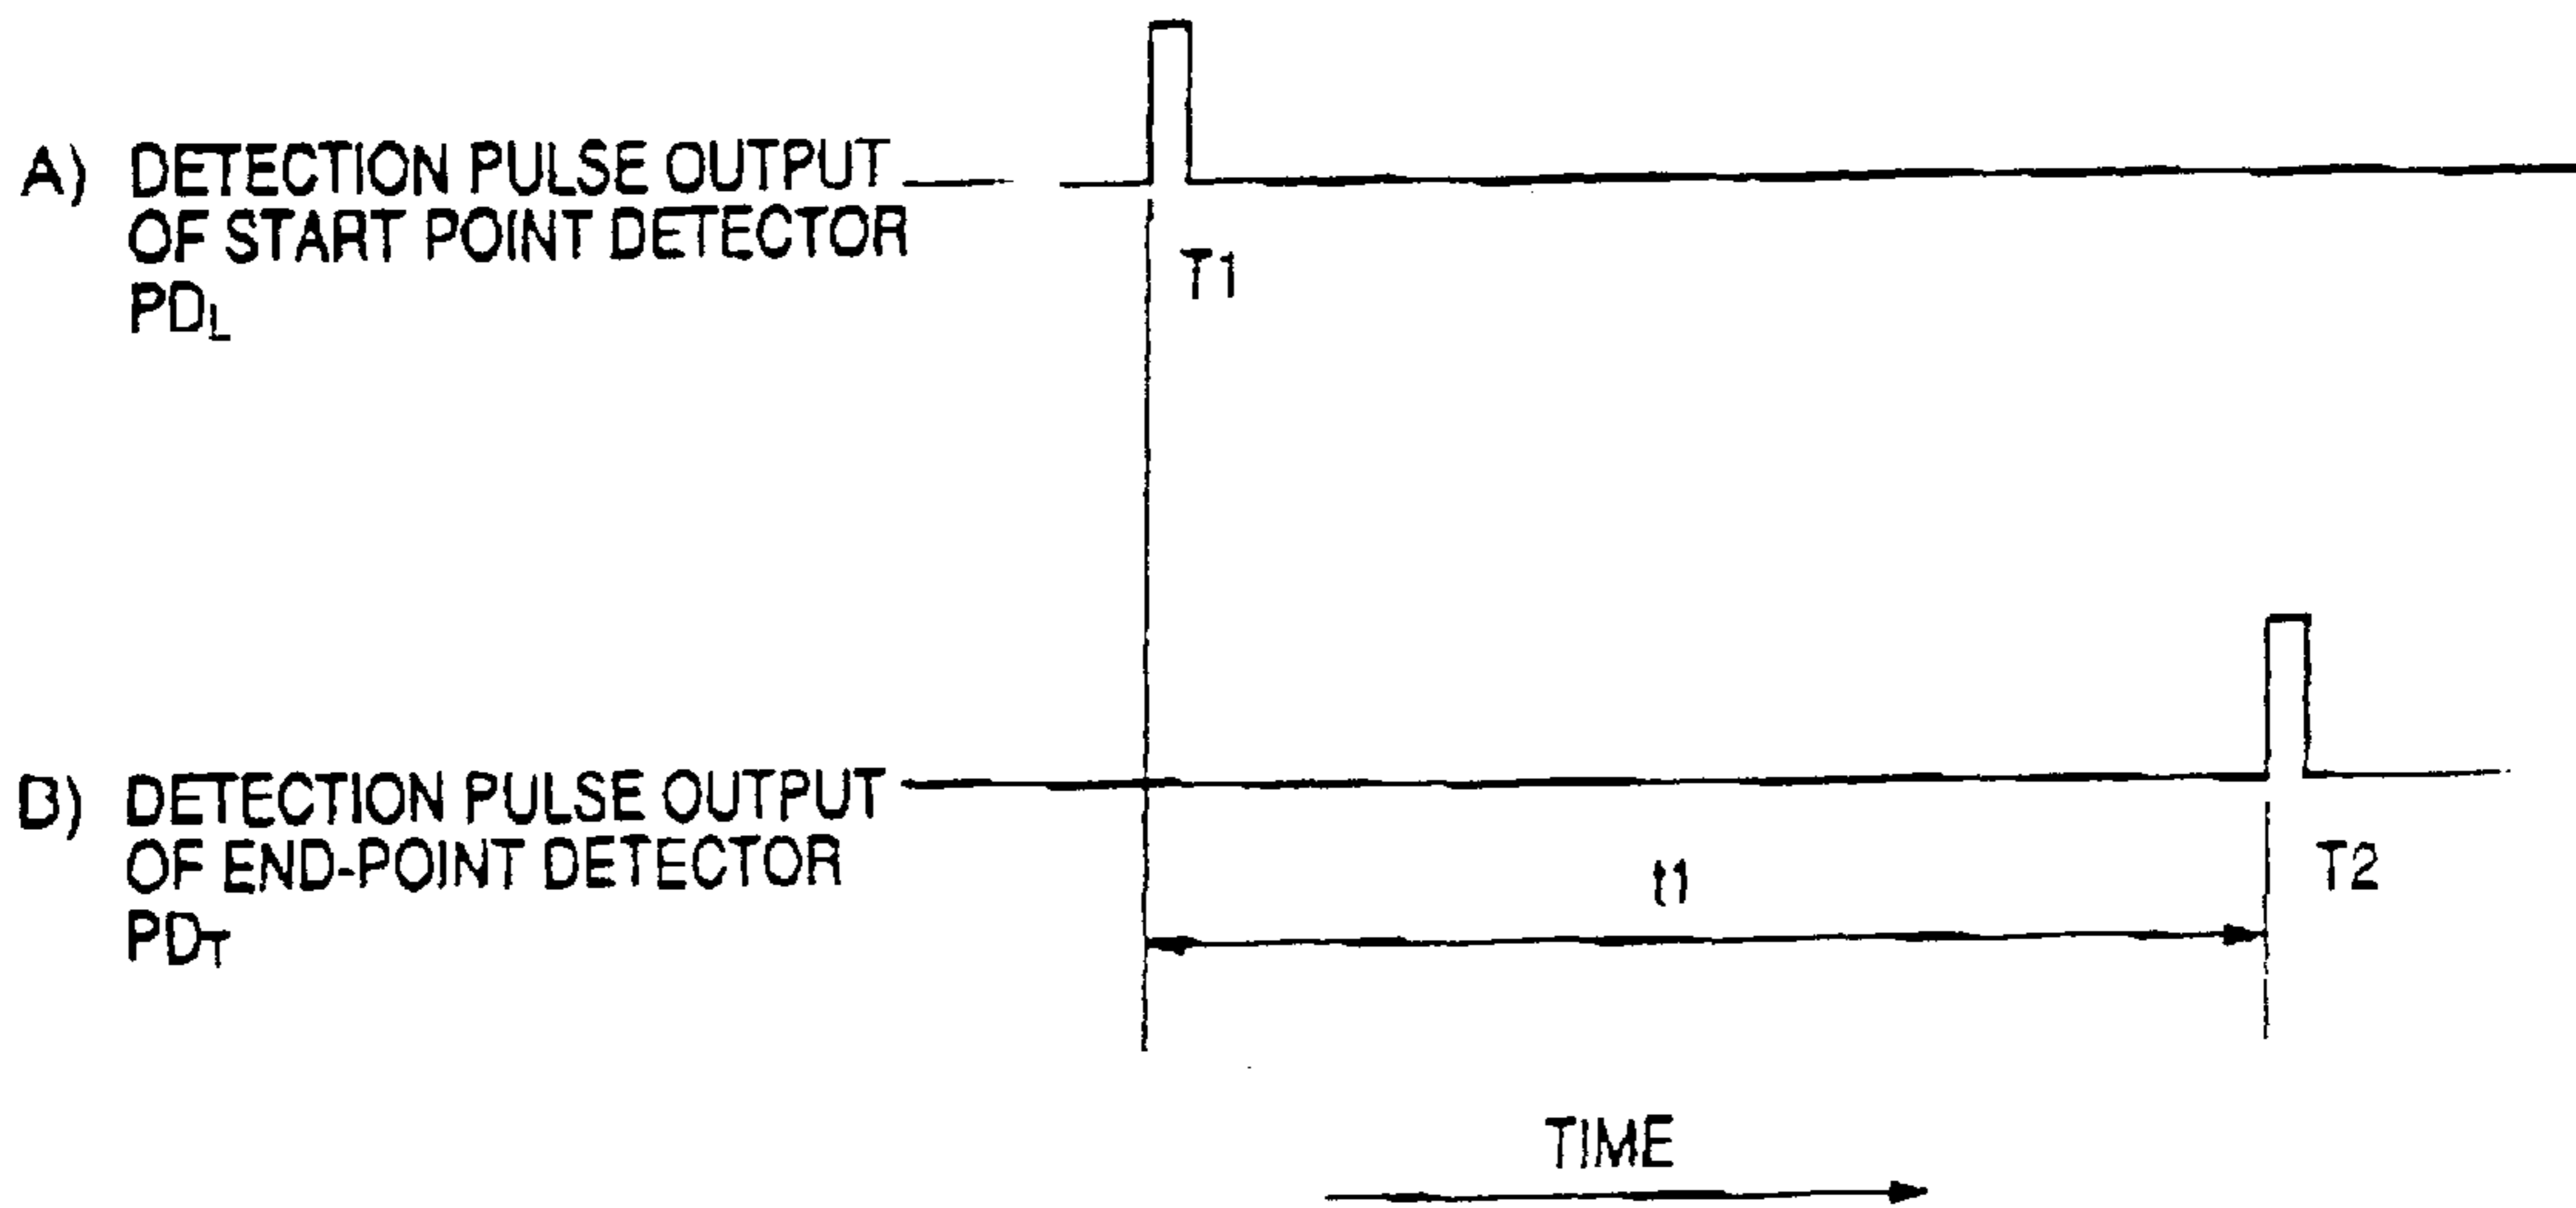 A) DETECTION PULSE OUTPUT
OF START POINT DETECTOR
PDL
T1
B) DETECTION PULSE OUTPUT
OF END-POINT DETECTOR
PDT
t1
T2
TIME